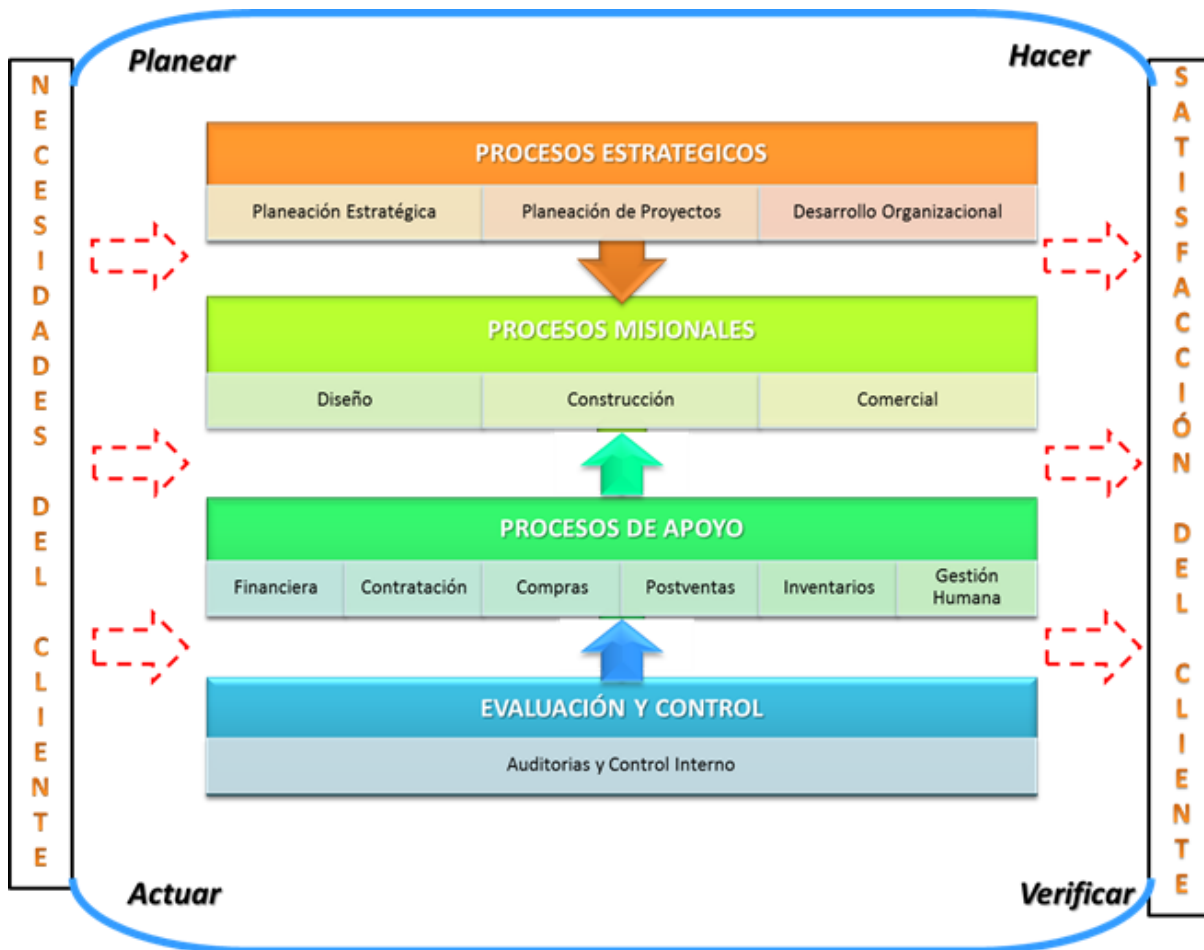 Planear
Hacer
NECESIDADES DEL CLIENTE
SATISFACCIÓN DEL CLIENTE
PROCESOS ESTRATEGICOS
Planeación Estratégica
Planeación de Proyectos
Desarrollo Organizacional
PROCESOS MISIONALES
Diseño
Construcción
Comercial
PROCESOS DE APOYO
Financiera
Contratación
Compras
Postventas
Inventarios
Gestión
Humana
EVALUACIÓN Y CONTROL
Auditorias y Control Interno
Actuar
Verificar